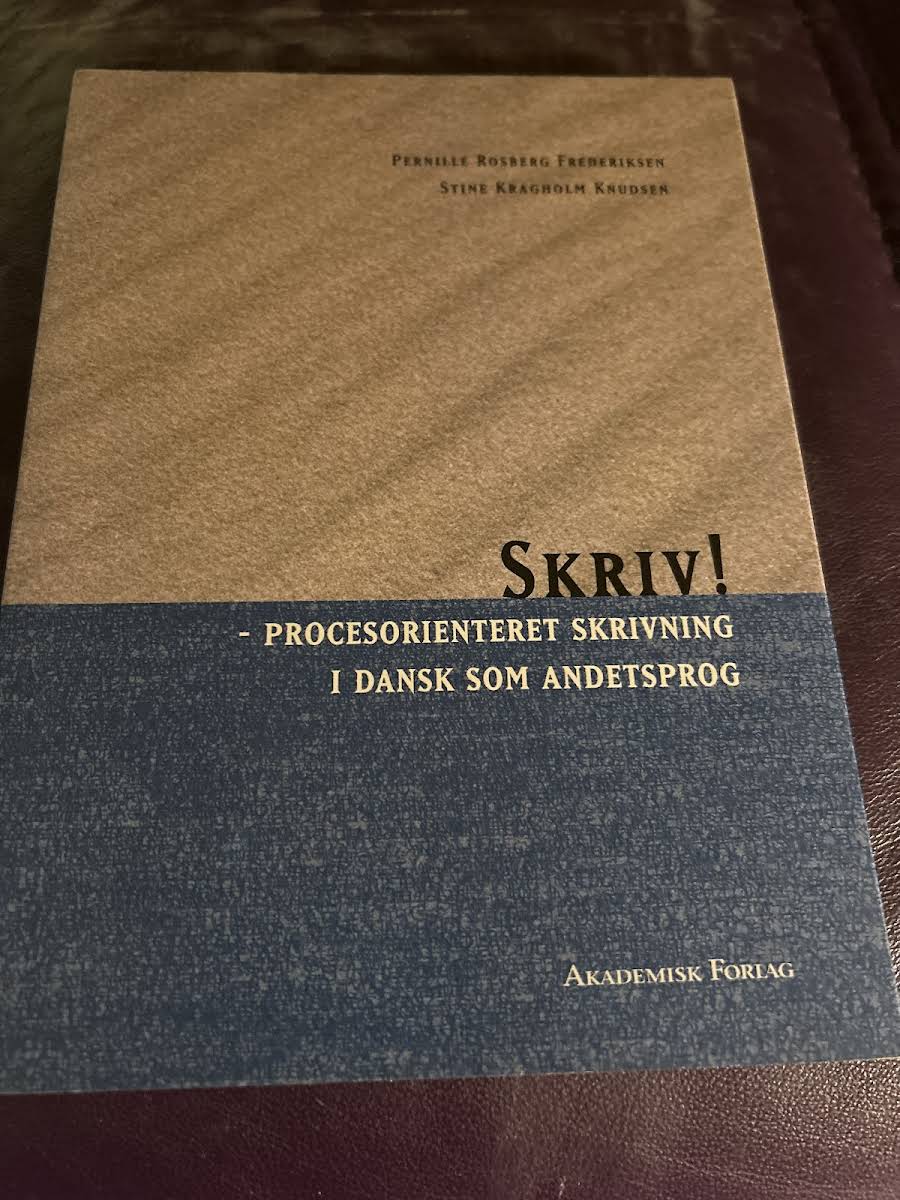 Pernille Rosberg Frederiksen
Stine Kragholm Knudsen
Skriv!
- procesorienteret skrivning
i dansk som andetsprog
Akademisk Forlag